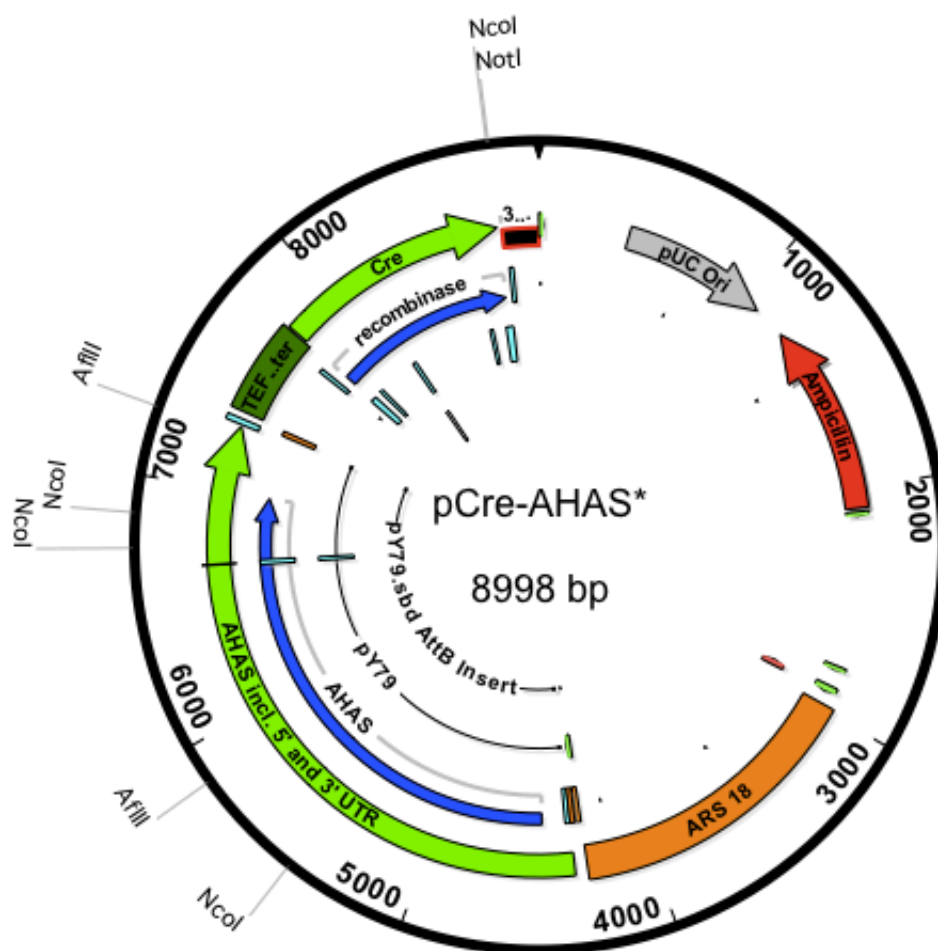 NcoI
NotI
3...
8000
Cre
pUC Ori
1000
recombinase
TEF..ter
AflII
Ampicillin
7000
NcoI
NcoI
pCre-AHAS*
2000
8998 bp
pY79.sbd AttB Insert
pY79
AHAS
AHAS incl. 5' and 3' UTR
6000
ARS 18
3000
AflII
NcoI
5000
4000